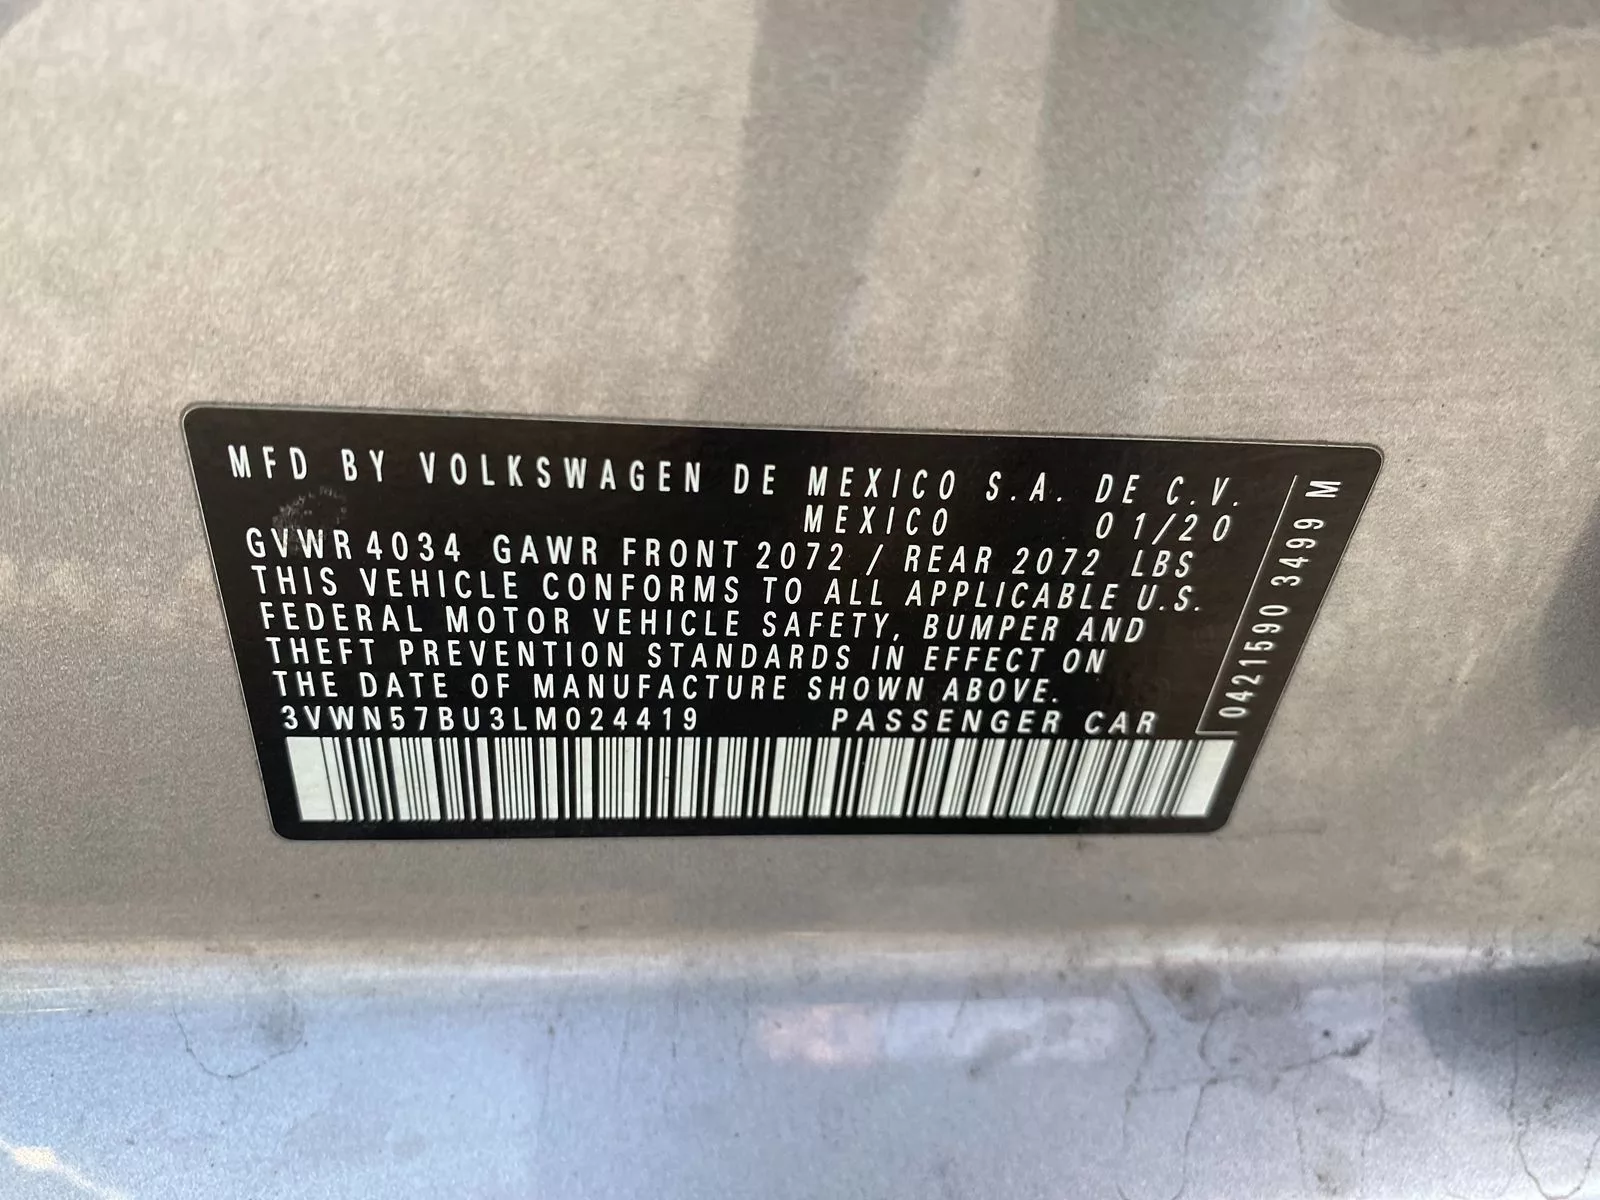 MFD BY VOLKSWAGEN DE MEXICO S.A. DE C.V.
MEXICO 01/20
GVWR 4034 GAWR FRONT 2072 / REAR 2072 LBS
THIS VEHICLE CONFORMS TO ALL APPLICABLE U.S.
FEDERAL MOTOR VEHICLE SAFETY, BUMPER AND
THEFT PREVENTION STANDARDS IN EFFECT ON
THE DATE OF MANUFACTURE SHOWN ABOVE.
3VWN57BU3LM024419 PASSENGER CAR
0421590 3499 M